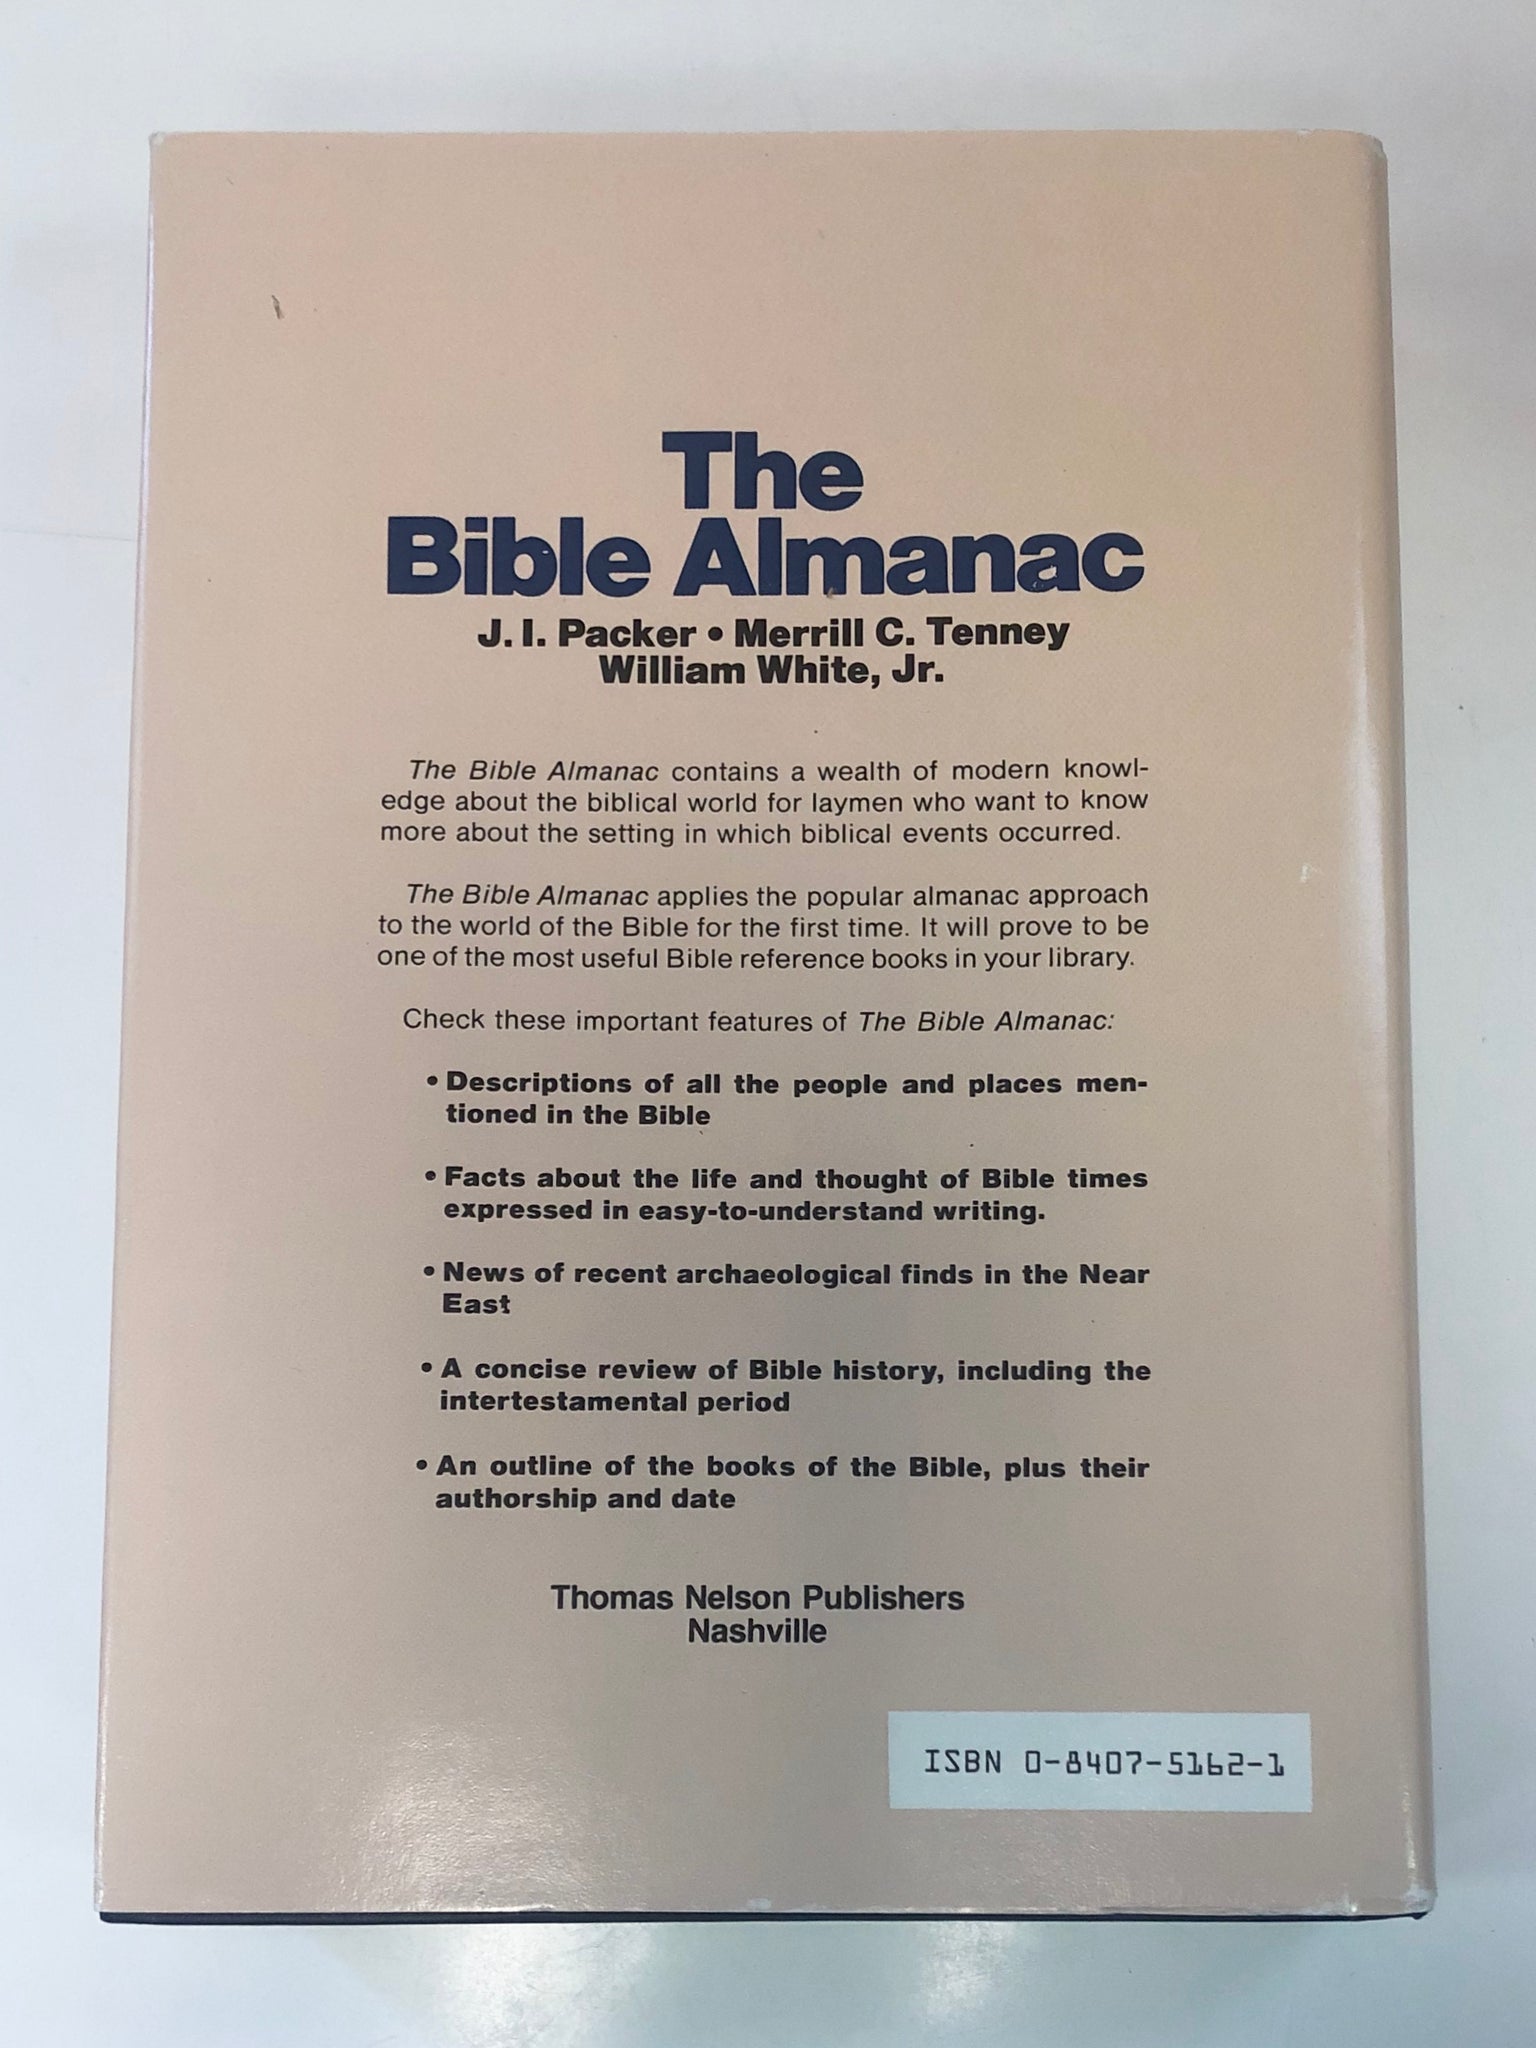 The
Bible Almanac
J. I. Packer • Merrill C. Tenney
William White, Jr.
The Bible Almanac contains a wealth of modern knowl-
edge about the biblical world for laymen who want to know
more about the setting in which biblical events occurred.
The Bible Almanac applies the popular almanac approach
to the world of the Bible for the first time. It will prove to be
one of the most useful Bible reference books in your library.
Check these important features of The Bible Almanac:
• Descriptions of all the people and places men-
tioned in the Bible
• Facts about the life and thought of Bible times
expressed in easy-to-understand writing.
• News of recent archaeological finds in the Near
East
• A concise review of Bible history, including the
intertestamental period
• An outline of the books of the Bible, plus their
authorship and date
Thomas Nelson Publishers
Nashville
ISBN 0-8407-5162-1